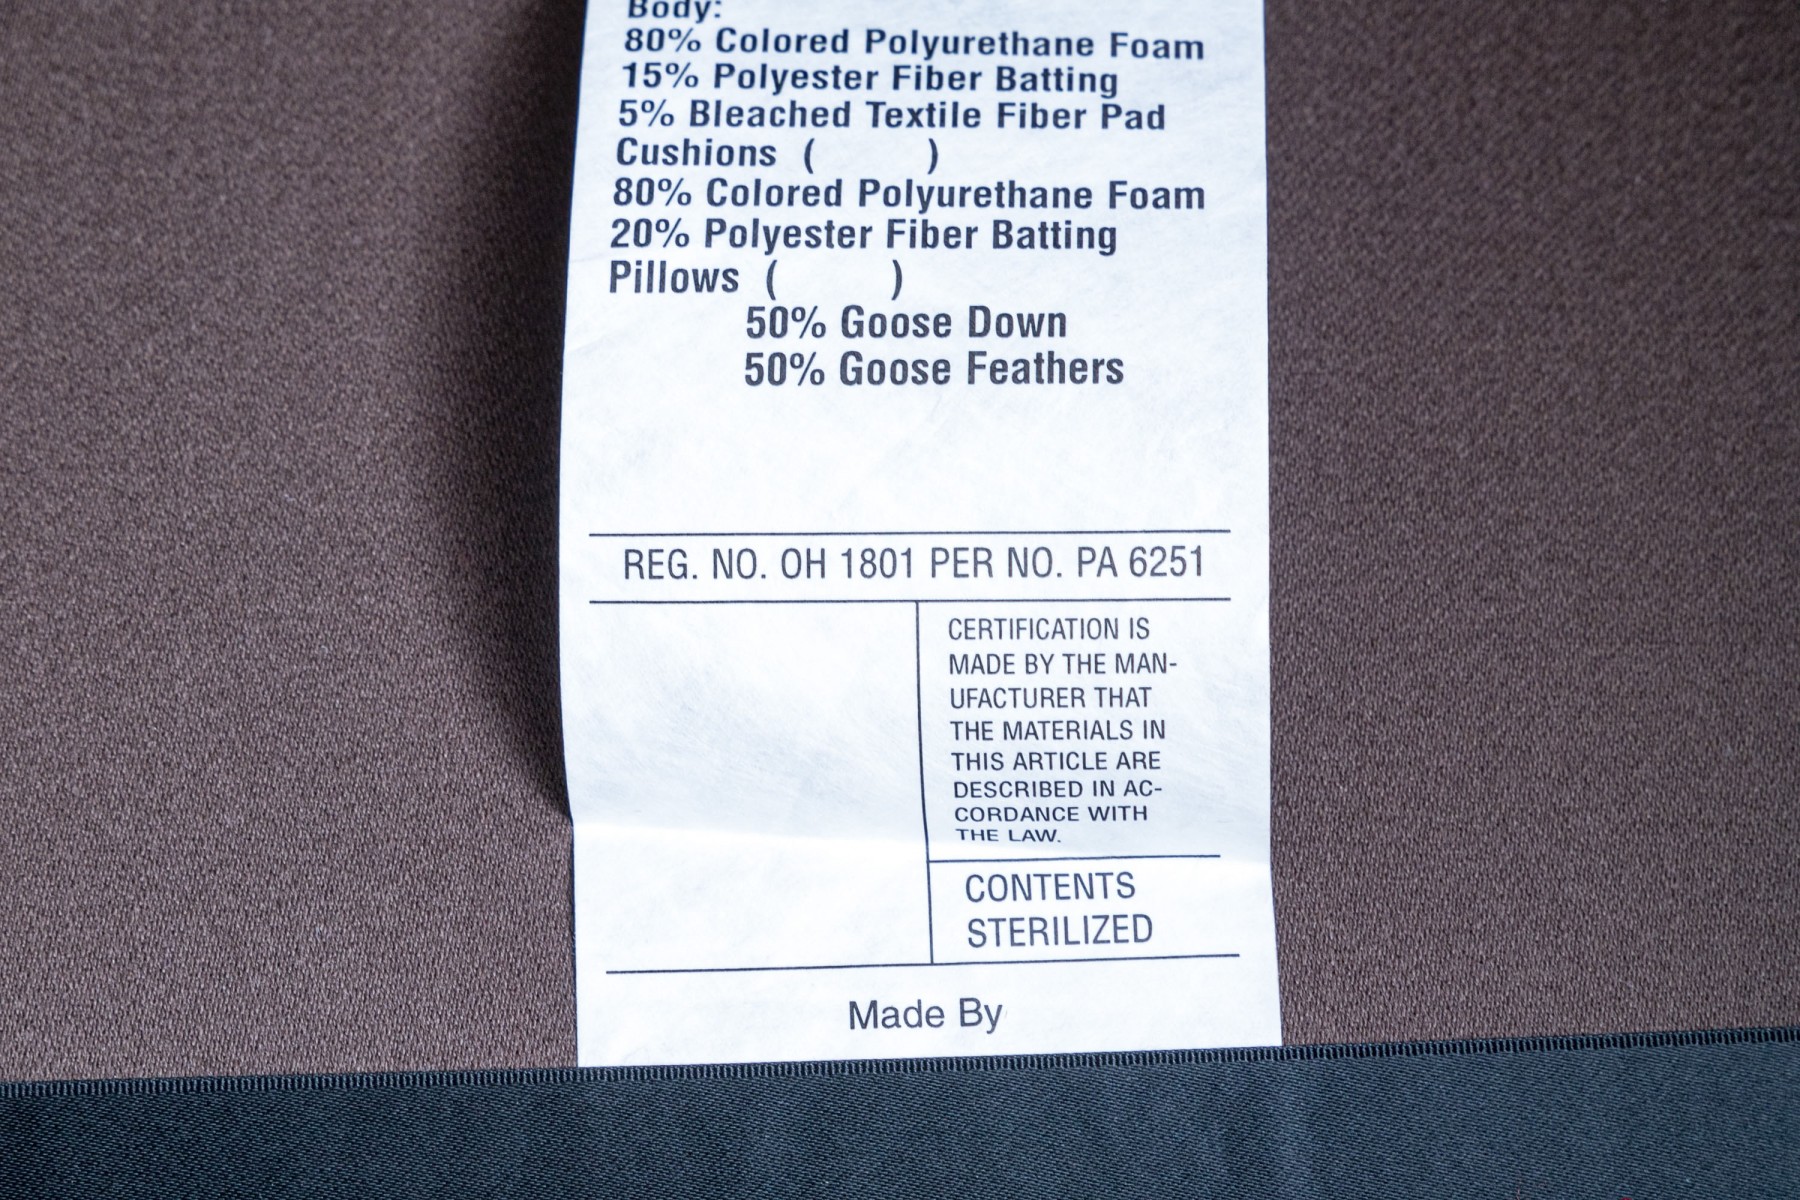 Body:
80% Colored Polyurethane Foam
15% Polyester Fiber Batting
5% Bleached Textile Fiber Pad
Cushions ( )
80% Colored Polyurethane Foam
20% Polyester Fiber Batting
Pillows ( )
50% Goose Down
50% Goose Feathers
REG. NO. OH 1801 PER NO. PA 6251
CERTIFICATION IS
MADE BY THE MAN-
UFACTURER THAT
THE MATERIALS IN
THIS ARTICLE ARE
DESCRIBED IN AC-
CORDANCE WITH
THE LAW.
CONTENTS
STERILIZED
Made By